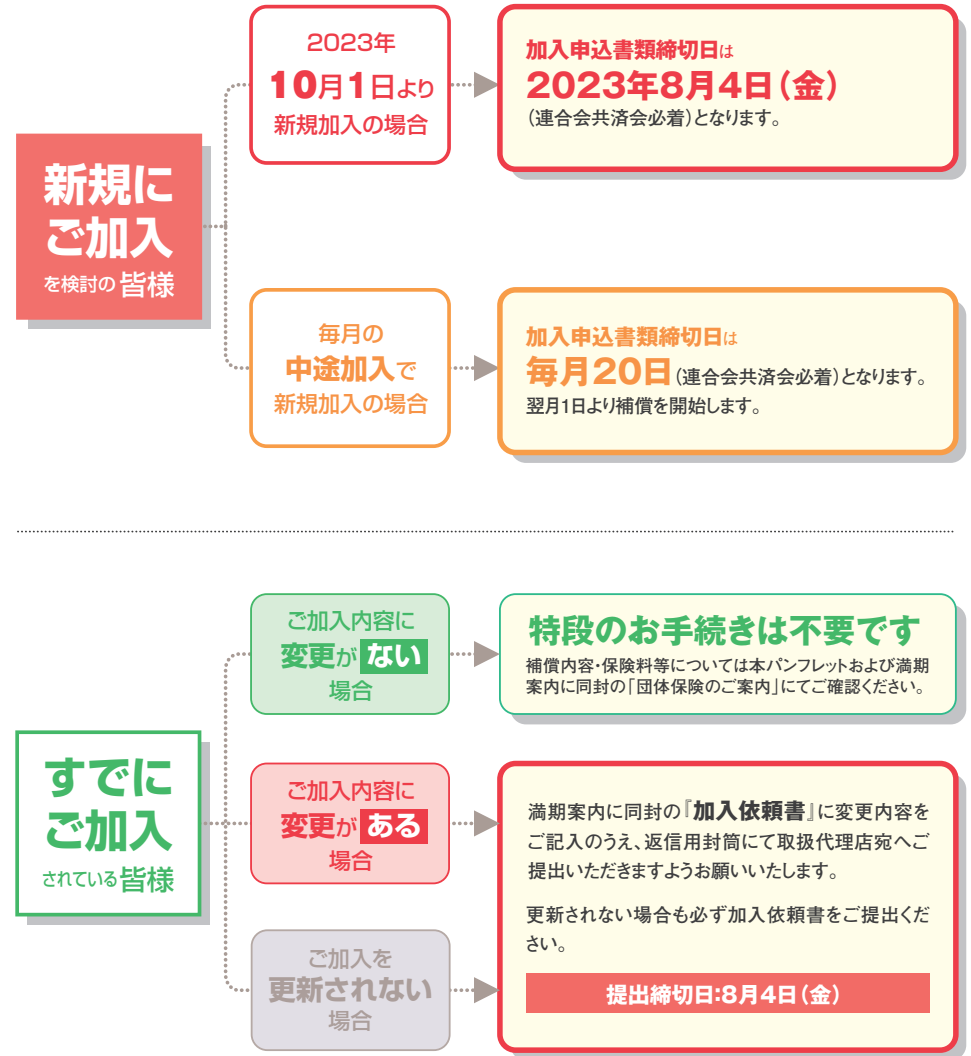 新規に
ご加入
を検討の皆様
2023年
10月1日より
新規加入の場合
加入申込書類締切日は
2023年8月4日(金)
(連合会共済会必着)となります。
毎月の
中途加入で
新規加入の場合
加入申込書類締切日は
毎月20日(連合会共済会必着)となります。
翌月1日より補償を開始します。
すでに
ご加入
されている皆様
ご加入内容に
変更がない
場合
特段のお手続きは不要です
補償内容・保険料等については本パンフレットおよび満期
案内に同封の「団体保険のご案内」にてご確認ください。
ご加入内容に
変更がある
場合
ご加入を
更新されない
場合
満期案内に同封の『加入依頼書』に変更内容を
ご記入のうえ、返信用封筒にて取扱代理店宛へご
提出いただきますようお願いいたします。
更新されない場合も必ず加入依頼書をご提出くだ
さい。
提出締切日:8月4日(金)